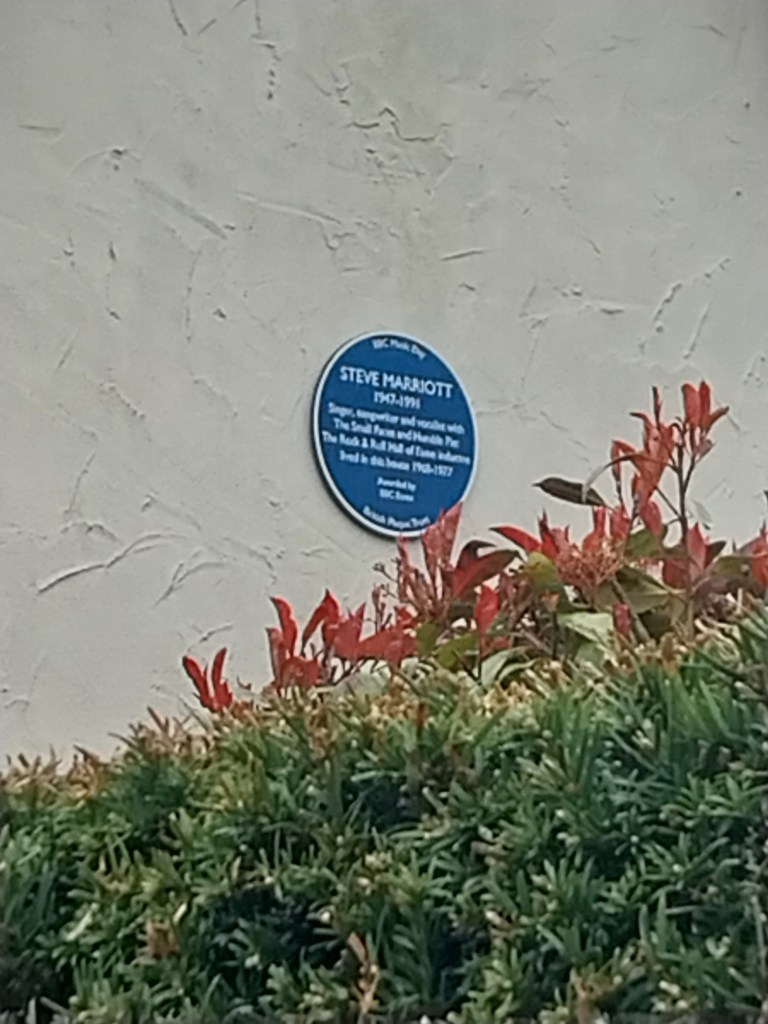 BBC Music Day
STEVE MARRIOTT
1947-1991
Singer, songwriter and vocalist with
The Small Faces and Humble Pie
The Rock & Roll Hall of Fame inductee
lived in this house 1968-1977
Awarded by
BBC Essex
British Plaque Trust